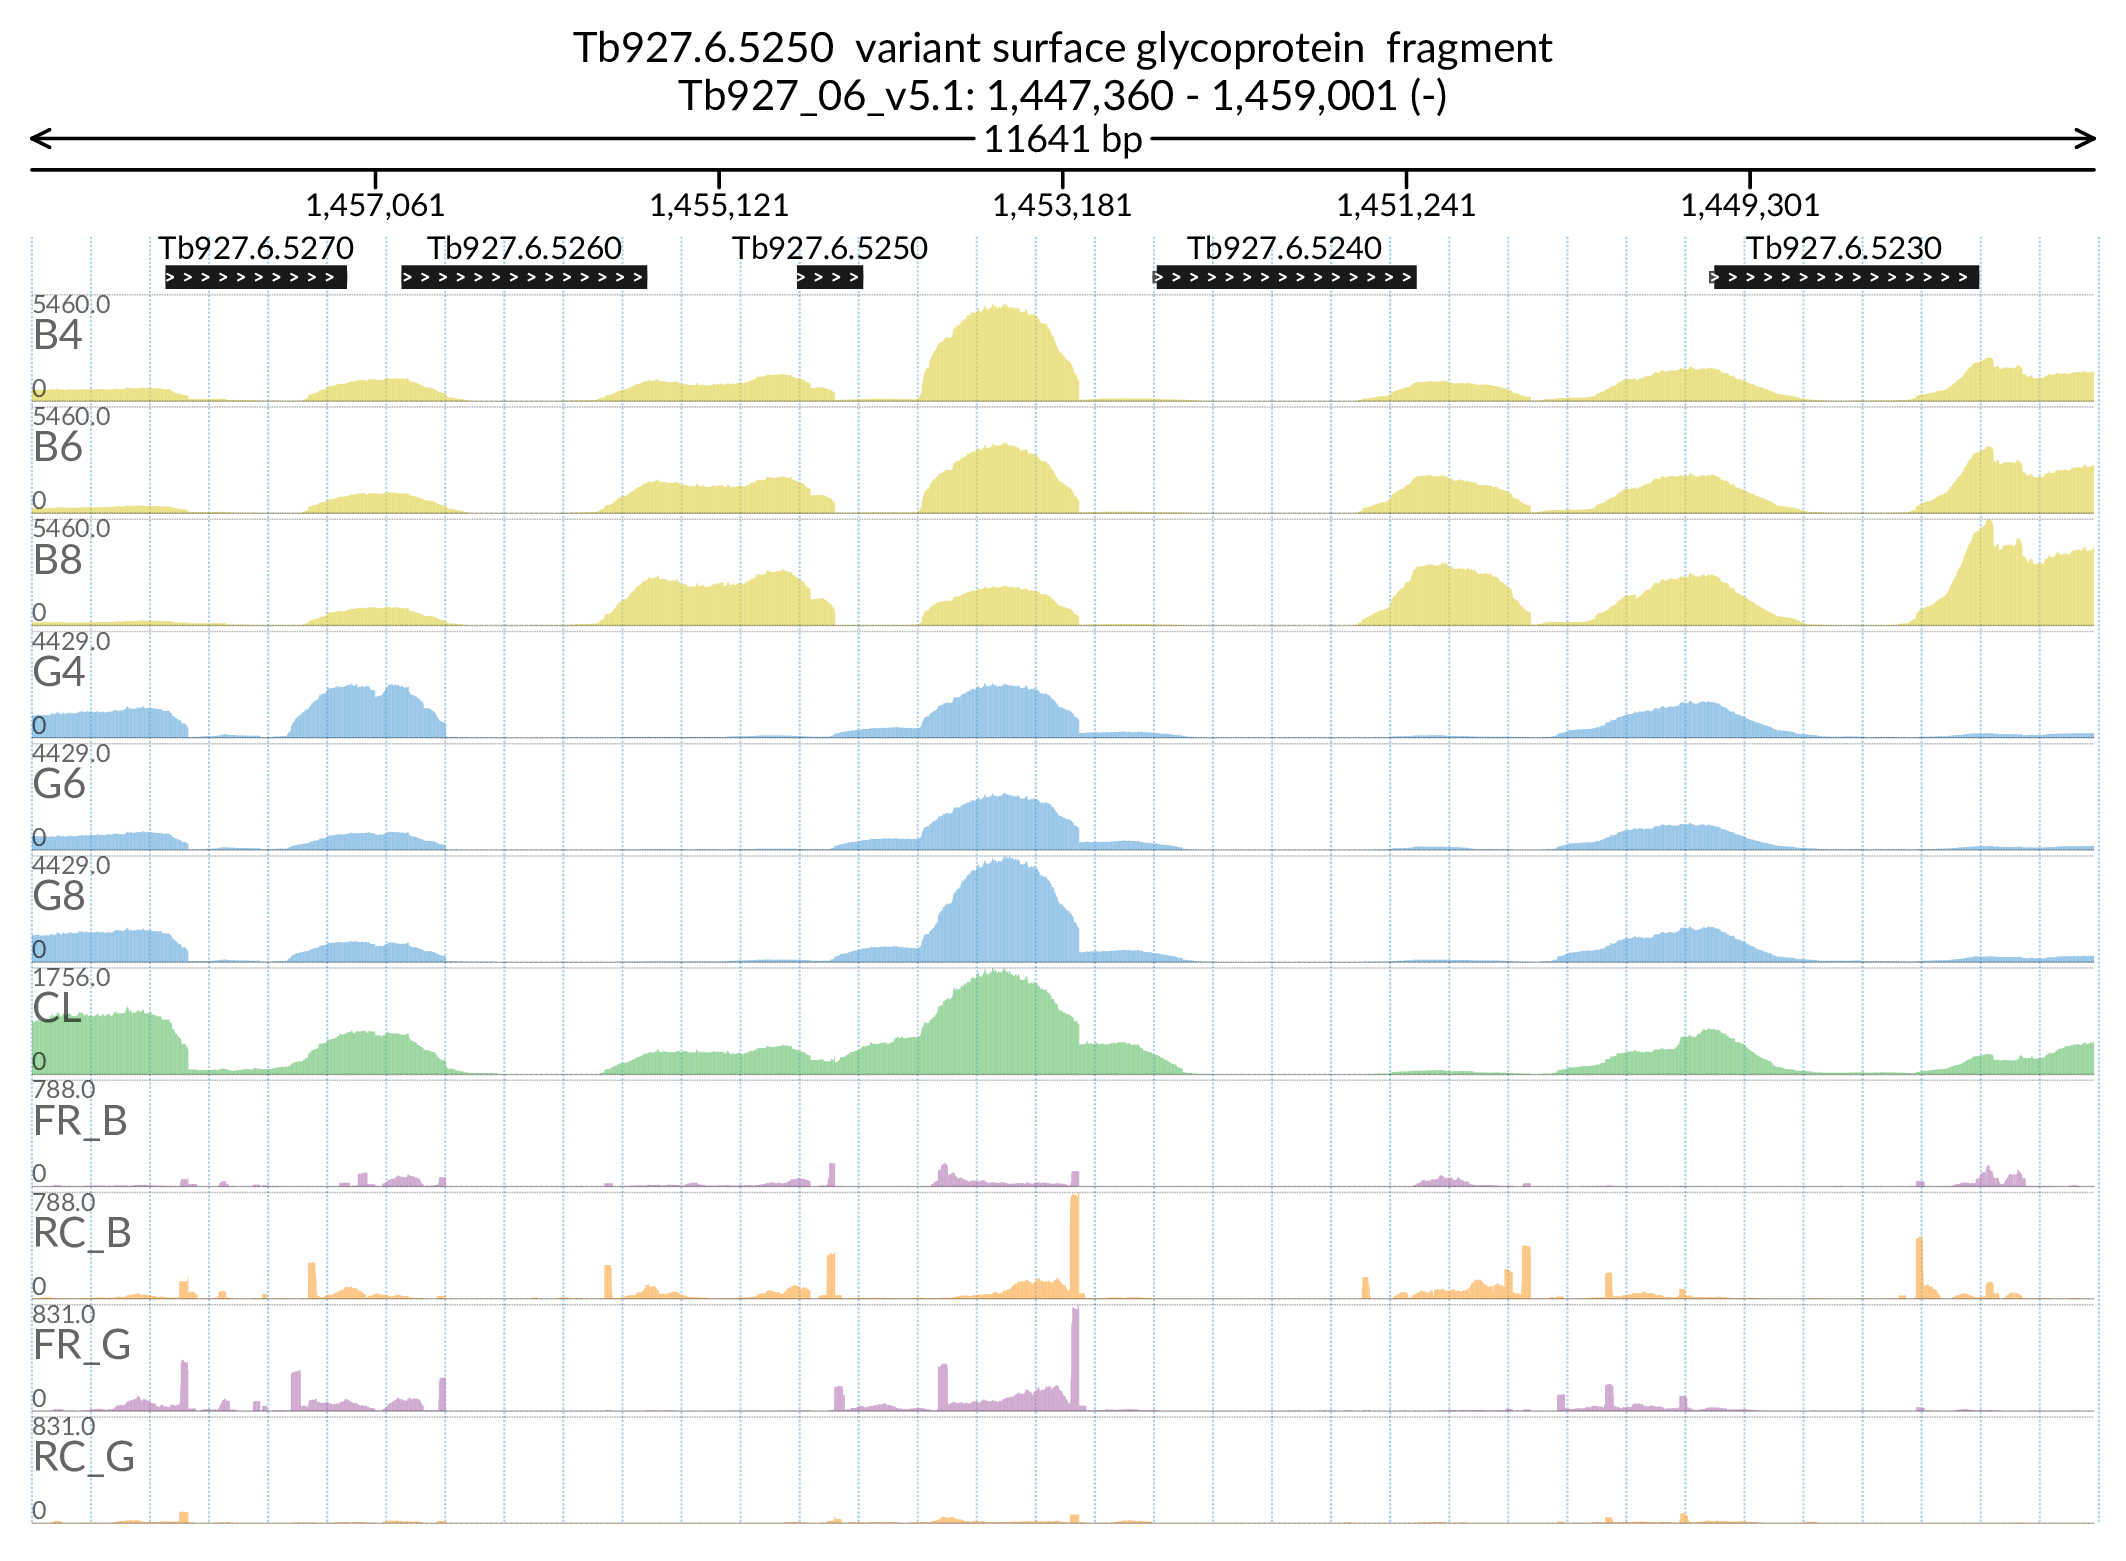 Tb927.6.5250 variant surface glycoprotein fragment
Tb927_06_v5.1: 1,447,360 - 1,459,001 (-)
11641 bp
1,457,061 1,455,121 1,453,181 1,451,241 1,449,301
Tb927.6.5270 Tb927.6.5260 Tb927.6.5250 Tb927.6.5240 Tb927.6.5230
5460.0
B4
0
5460.0
B6
0
5460.0
B8
0
4429.0
G4
0
4429.0
G6
0
4429.0
G8
0
1756.0
CL
0
788.0
FR_B
0
788.0
RC_B
0
831.0
FR_G
0
831.0
RC_G
0